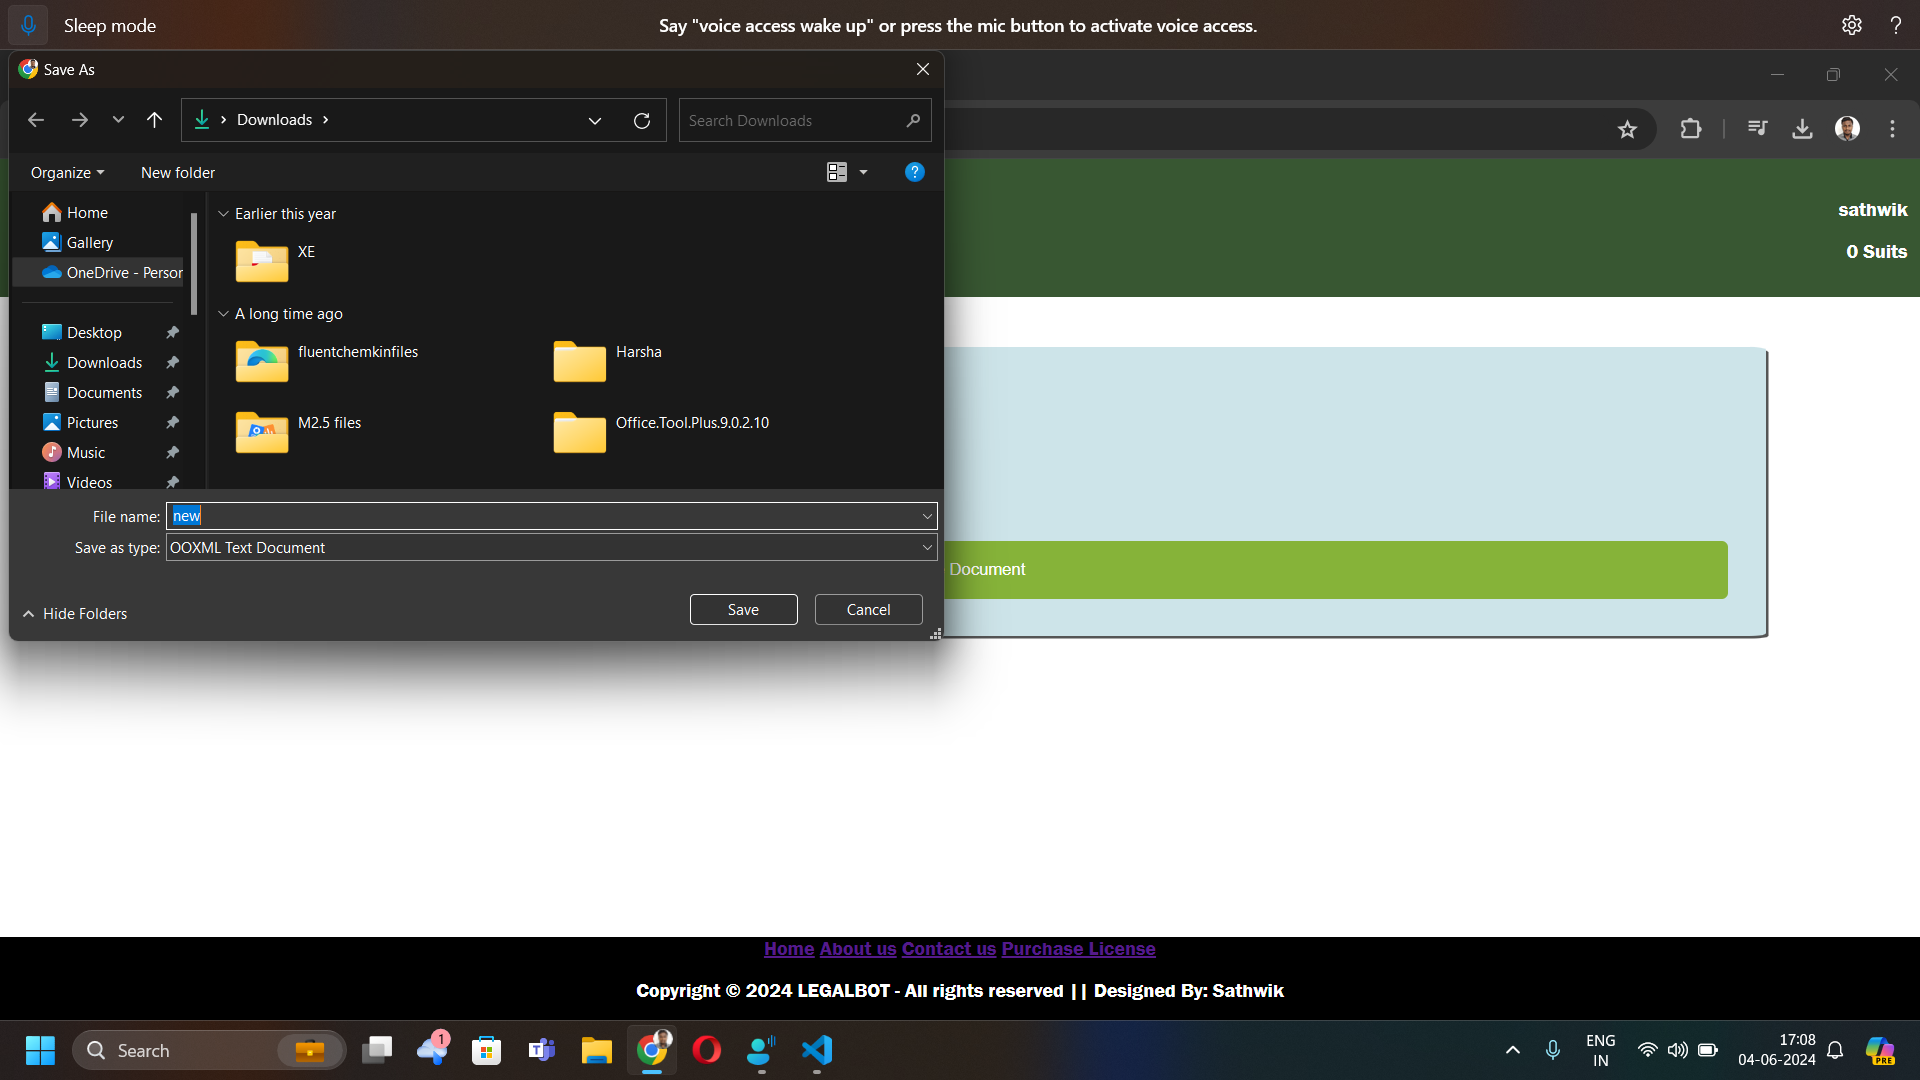 Sleep mode
Say "voice access wake up" or press the mic button to activate voice access.
?
Save As
Downloads
Search Downloads
Organize
New folder
?
Home
Gallery
OneDrive - Person
Desktop
Downloads
Documents
Pictures
Music
Videos
Earlier this year
XE
A long time ago
fluentchemkinfiles
Harsha
M2.5 files
Office.Tool.Plus.9.0.2.10
File name: new
Save as type: OOXML Text Document
Hide Folders
Save
Cancel
sathwik
0 Suits
Document
Home About us Contact us Purchase License
Copyright © 2024 LEGALBOT - All rights reserved || Designed By: Sathwik
Search
1
ENG
IN
17:08
04-06-2024
PRE